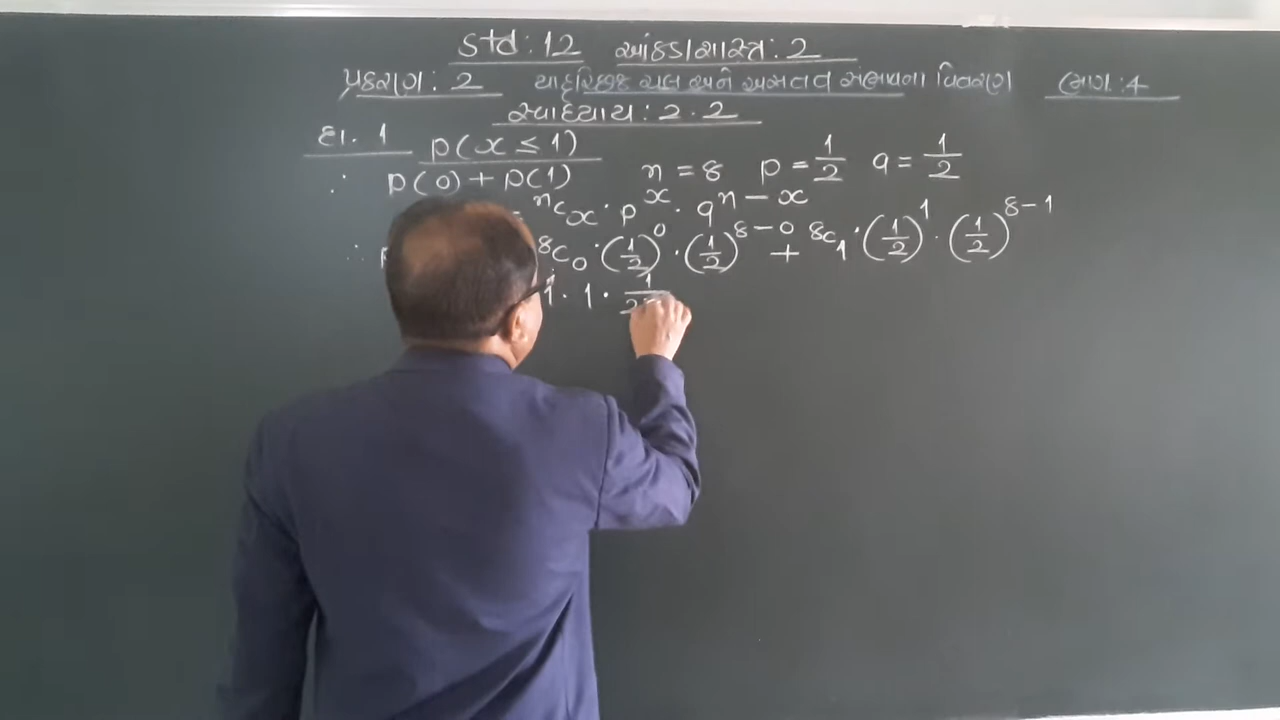 Std : 12 આંકડાશાસ્ત્ર : 2
પ્રકરણ : 2 યાદૃચ્છિક ચલ અને અસતત સંભાવના વિતરણ ભાગ : 4
સ્વાધ્યાય : 2.2
દા. 1 p(x ≤ 1)
∴ p(0) + p(1) n = 8 p = 1/2 q = 1/2
ⁿCₓ · pˣ · qⁿ⁻ˣ
∴ ⁸C₀ · (1/2)⁰ · (1/2)⁸⁻⁰ + ⁸C₁ · (1/2)¹ · (1/2)⁸⁻¹
1 · 1 · 1/2